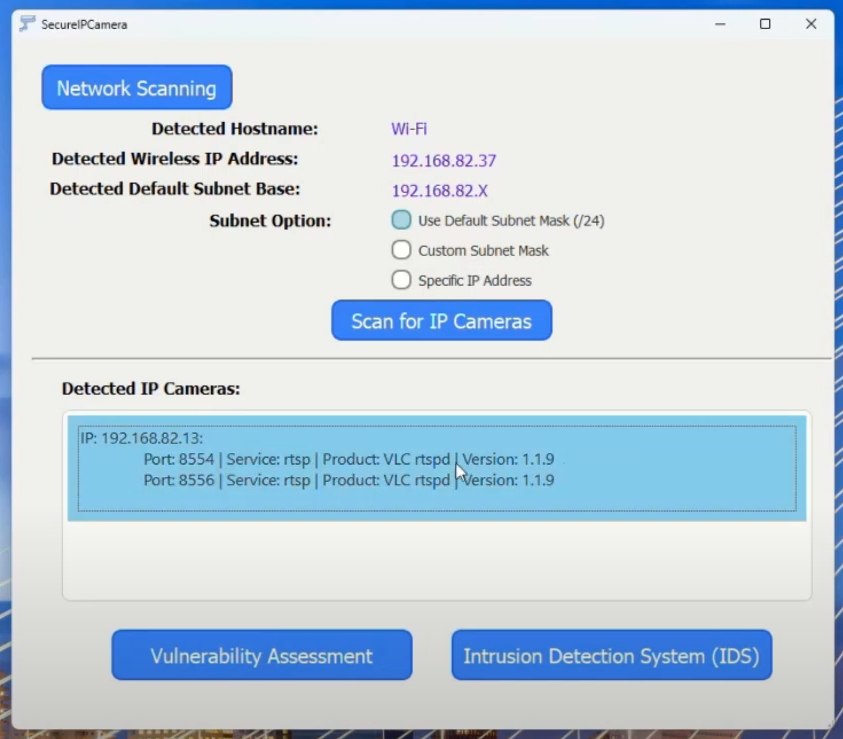 SecureIPCamera
Network Scanning
Detected Hostname: Wi-Fi
Detected Wireless IP Address: 192.168.82.37
Detected Default Subnet Base: 192.168.82.X
Subnet Option: Use Default Subnet Mask (/24)
Custom Subnet Mask
Specific IP Address
Scan for IP Cameras
Detected IP Cameras:
IP: 192.168.82.13:
Port: 8554 | Service: rtsp | Product: VLC rtspd | Version: 1.1.9
Port: 8556 | Service: rtsp | Product: VLC rtspd | Version: 1.1.9
Vulnerability Assessment
Intrusion Detection System (IDS)